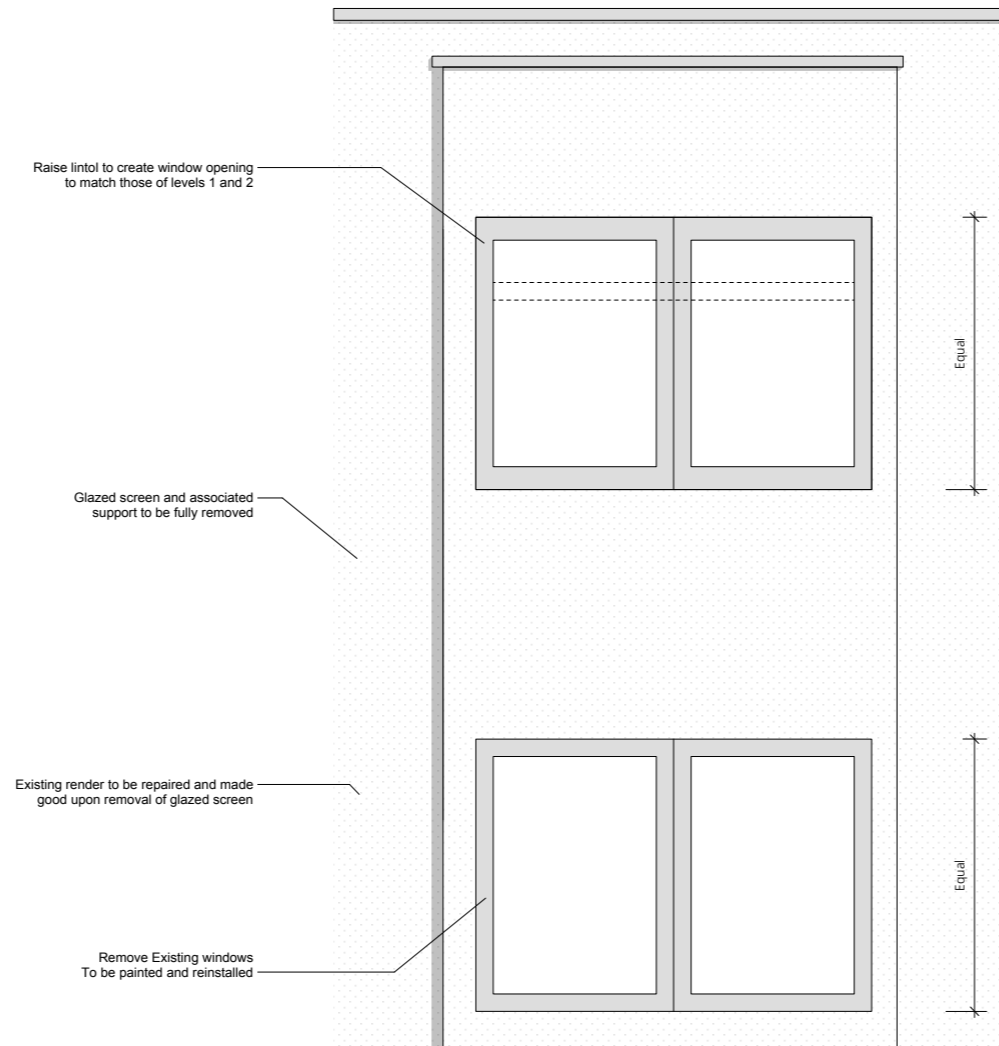 Raise lintol to create window opening
to match those of levels 1 and 2
Equal
Glazed screen and associated
support to be fully removed
Existing render to be repaired and made
good upon removal of glazed screen
Equal
Remove Existing windows
To be painted and reinstalled